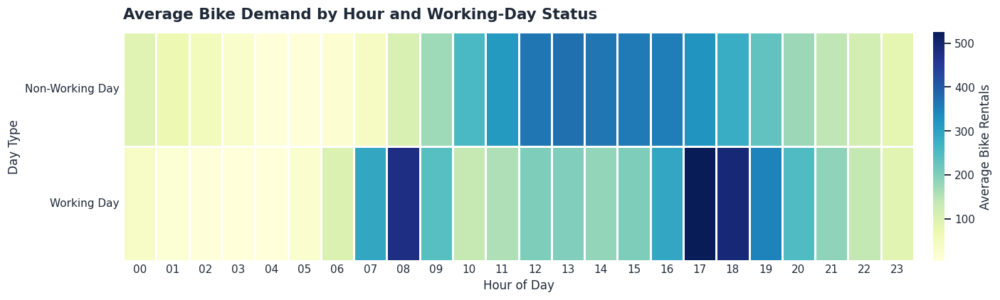 Average Bike Demand by Hour and Working-Day Status
Day Type
Non-Working Day
Working Day
00 01 02 03 04 05 06 07 08 09 10 11 12 13 14 15 16 17 18 19 20 21 22 23
Hour of Day
500
400
300
200
100
Average Bike Rentals